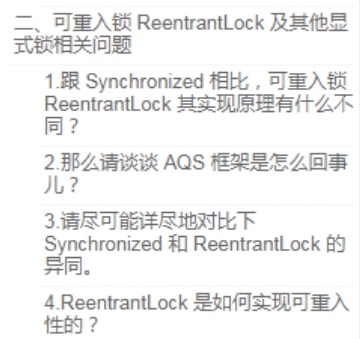 二、可重入锁 ReentrantLock 及其他显
式锁相关问题
1.跟 Synchronized 相比，可重入锁
ReentrantLock 其实现原理有什么不
同？
2.那么请谈谈 AQS 框架是怎么回事
儿？
3.请尽可能详尽地对比下
Synchronized 和 ReentrantLock 的
异同。
4.ReentrantLock 是如何实现可重入
性的？